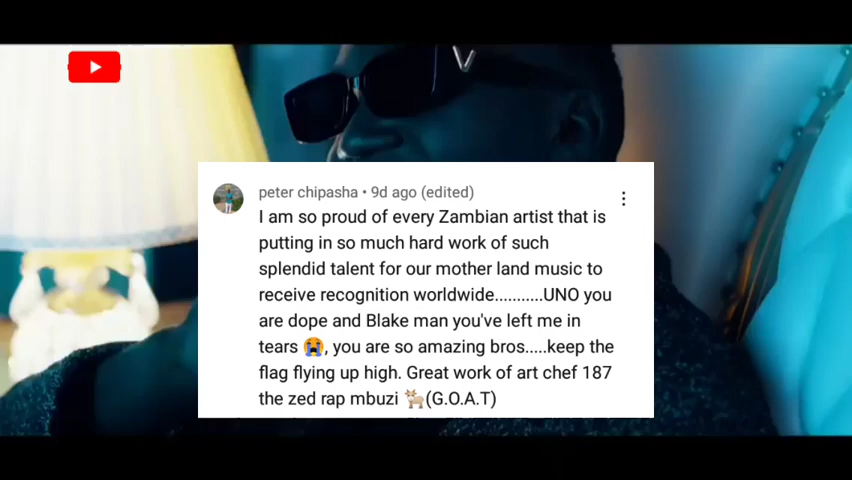 peter chipasha • 9d ago (edited)
I am so proud of every Zambian artist that is
putting in so much hard work of such
splendid talent for our mother land music to
receive recognition worldwide...........UNO you
are dope and Blake man you've left me in
tears 😭, you are so amazing bros.....keep the
flag flying up high. Great work of art chef 187
the zed rap mbuzi 🐐(G.O.A.T)